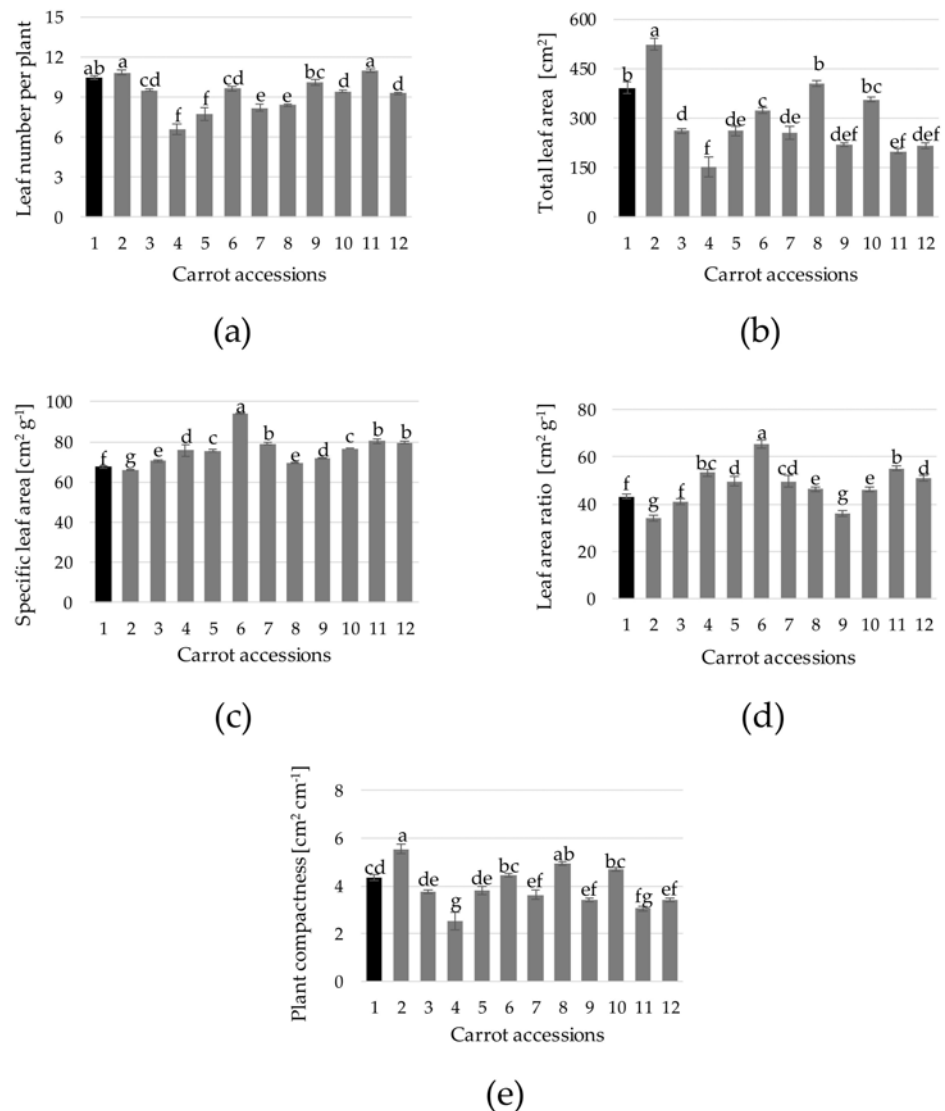 Leaf number per plant
15
12
9
6
3
0
ab a cd f f cd e e bc d a d
1 2 3 4 5 6 7 8 9 10 11 12
Carrot accessions
(a)
Total leaf area [cm²]
600
450
300
150
0
b a d f de c de b def bc ef def
1 2 3 4 5 6 7 8 9 10 11 12
Carrot accessions
(b)
Specific leaf area [cm² g⁻¹]
100
80
60
40
20
0
f g e d c a b e d c b b
1 2 3 4 5 6 7 8 9 10 11 12
Carrot accessions
(c)
Leaf area ratio [cm² g⁻¹]
80
60
40
20
0
f g f bc d a cd e g e b d
1 2 3 4 5 6 7 8 9 10 11 12
Carrot accessions
(d)
Plant compactness [cm² cm⁻¹]
8
6
4
2
0
cd a de g de bc ef ab ef bc fg ef
1 2 3 4 5 6 7 8 9 10 11 12
Carrot accessions
(e)